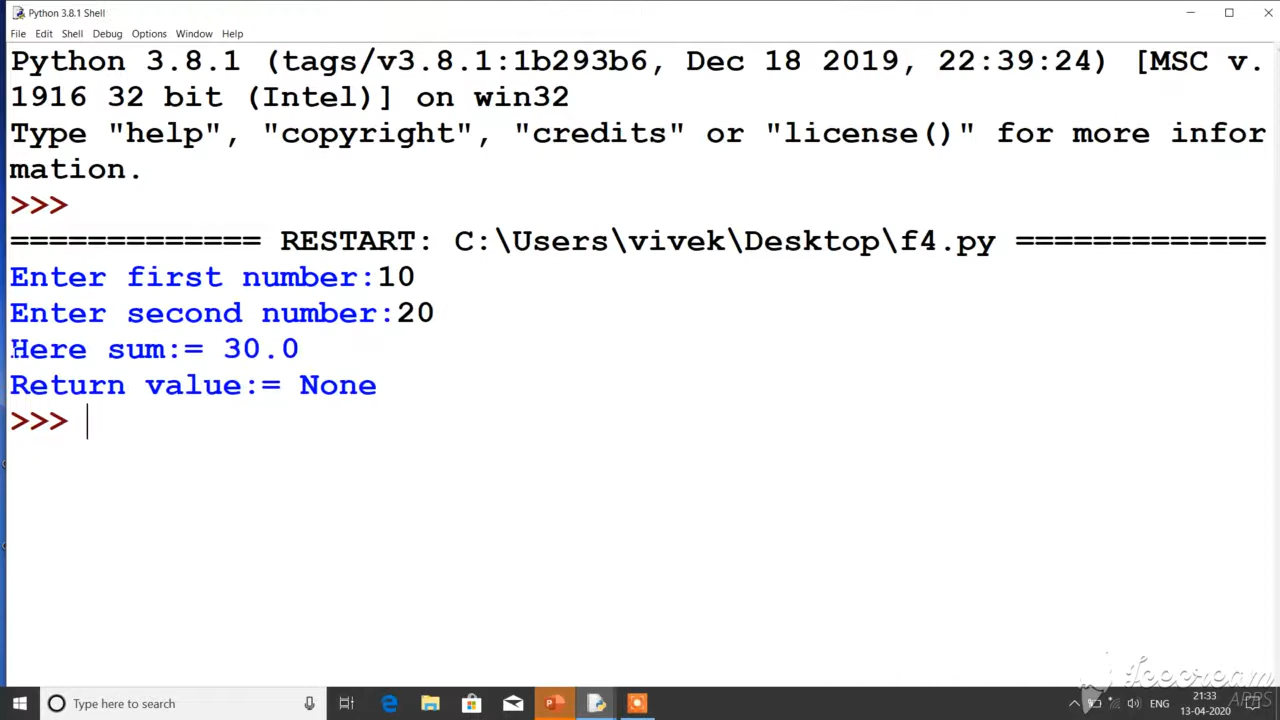 Python 3.8.1 Shell
File Edit Shell Debug Options Window Help
Python 3.8.1 (tags/v3.8.1:1b293b6, Dec 18 2019, 22:39:24) [MSC v.
1916 32 bit (Intel)] on win32
Type "help", "copyright", "credits" or "license()" for more infor
mation.
>>>
============= RESTART: C:\Users\vivek\Desktop\f4.py =============
Enter first number:10
Enter second number:20
Here sum:= 30.0
Return value:= None
>>>
Icecream
APPS
Type here to search
ENG
21:33
13-04-2020